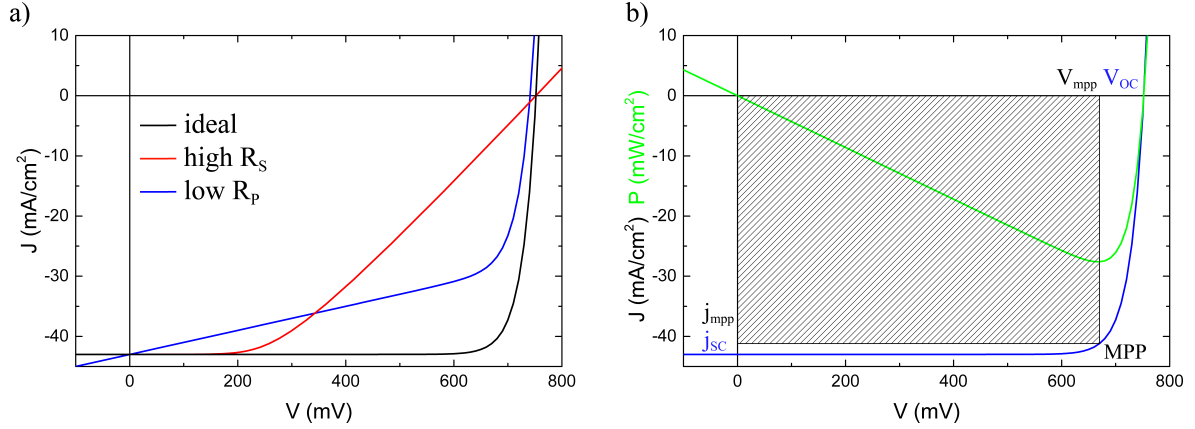 a)
10
0
-10
-20
-30
-40
J (mA/cm²)
ideal
high R_S
low R_P
0 200 400 600 800
V (mV)
b)
10
0
-10
-20
-30
-40
J (mA/cm²) P (mW/cm²)
V_mpp V_OC
j_mpp
j_SC
MPP
0 200 400 600 800
V (mV)